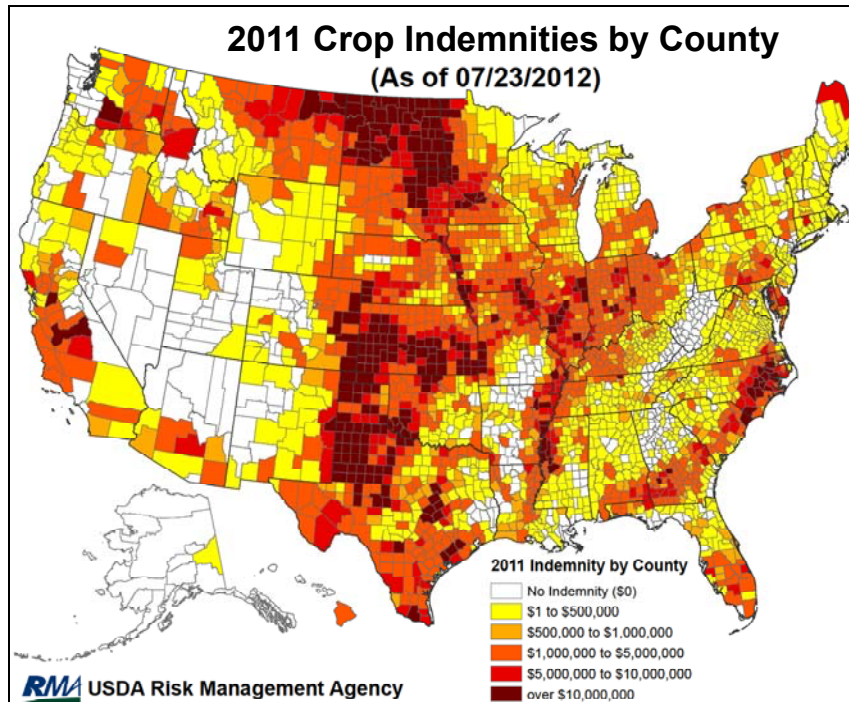 2011 Crop Indemnities by County
(As of 07/23/2012)
2011 Indemnity by County
No Indemnity ($0)
$1 to $500,000
$500,000 to $1,000,000
$1,000,000 to $5,000,000
$5,000,000 to $10,000,000
over $10,000,000
RMA USDA Risk Management Agency